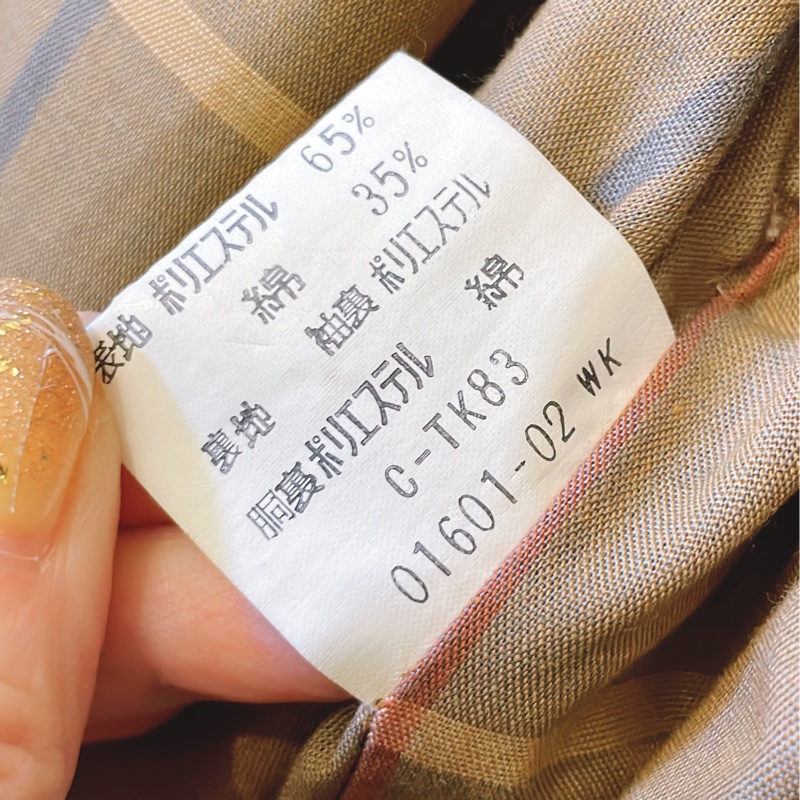 表地 ポリエステル 65%
綿 35%
裏地 袖裏 ポリエステル
胴裏 ポリエステル 綿
C-TK83
01601-02 WK